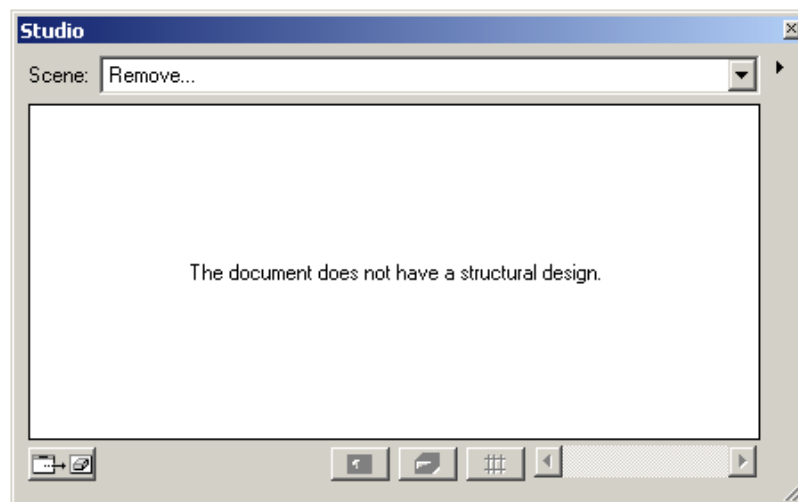 Studio
Scene: Remove...
The document does not have a structural design.